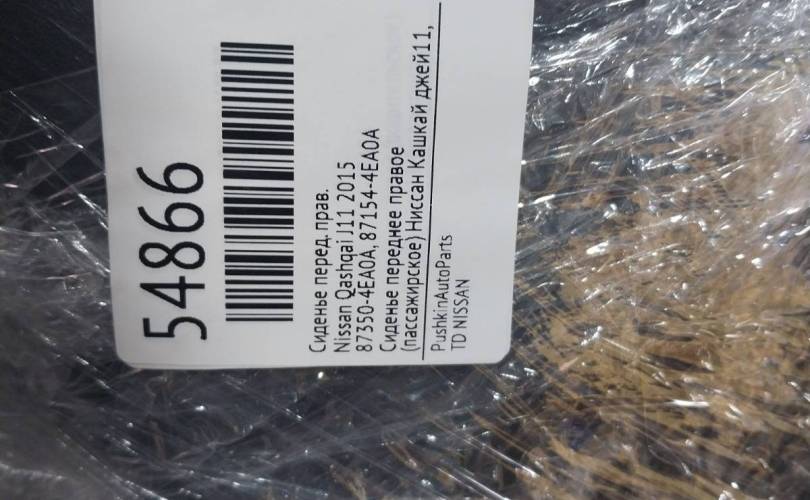 54866
Сиденье перед. прав.
Nissan Qashqai J11 2015
87350-4EA0A, 87154-4EA0A
Сиденье переднее правое
(пассажирское) Ниссан Кашкай джей11,
PushkinAutoParts
TD NISSAN